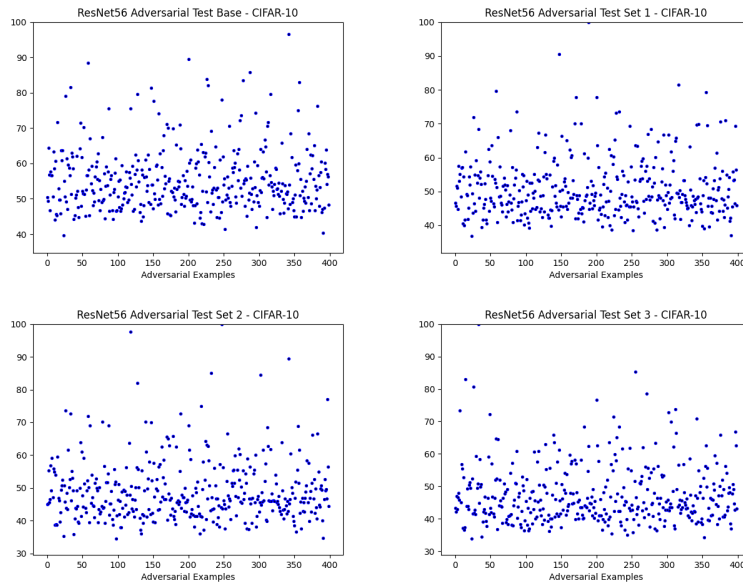 ResNet56 Adversarial Test Base - CIFAR-10
100
90
80
70
60
50
40
0 50 100 150 200 250 300 350 400
Adversarial Examples
ResNet56 Adversarial Test Set 1 - CIFAR-10
100
90
80
70
60
50
40
0 50 100 150 200 250 300 350 400
Adversarial Examples
ResNet56 Adversarial Test Set 2 - CIFAR-10
100
90
80
70
60
50
40
30
0 50 100 150 200 250 300 350 400
Adversarial Examples
ResNet56 Adversarial Test Set 3 - CIFAR-10
100
90
80
70
60
50
40
30
0 50 100 150 200 250 300 350 400
Adversarial Examples